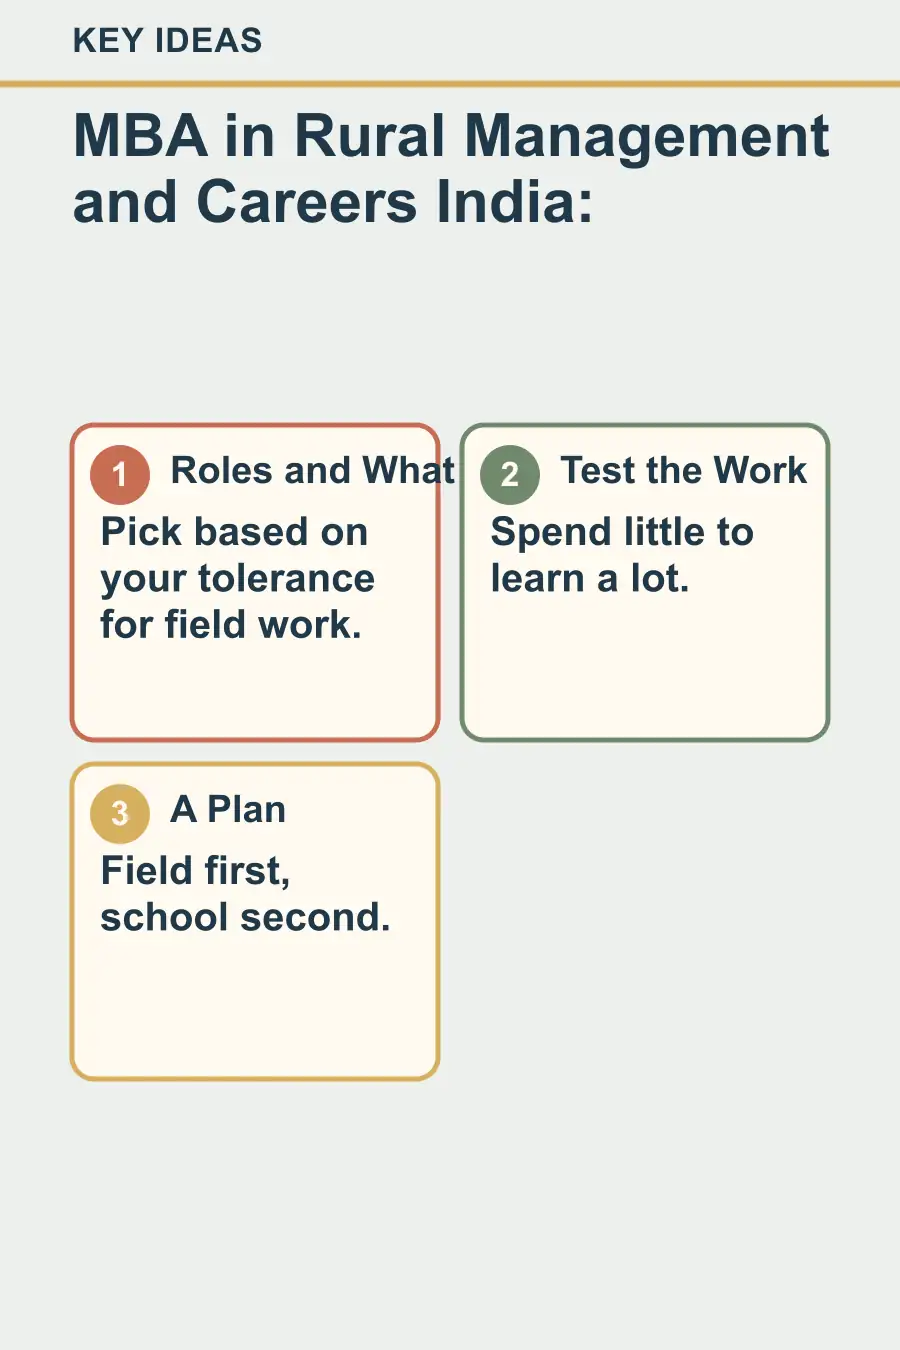 KEY IDEAS
MBA in Rural Management
and Careers India:
1
Roles and What
Pick based on
your tolerance
for field work.
2
Test the Work
Spend little to
learn a lot.
3
A Plan
Field first,
school second.